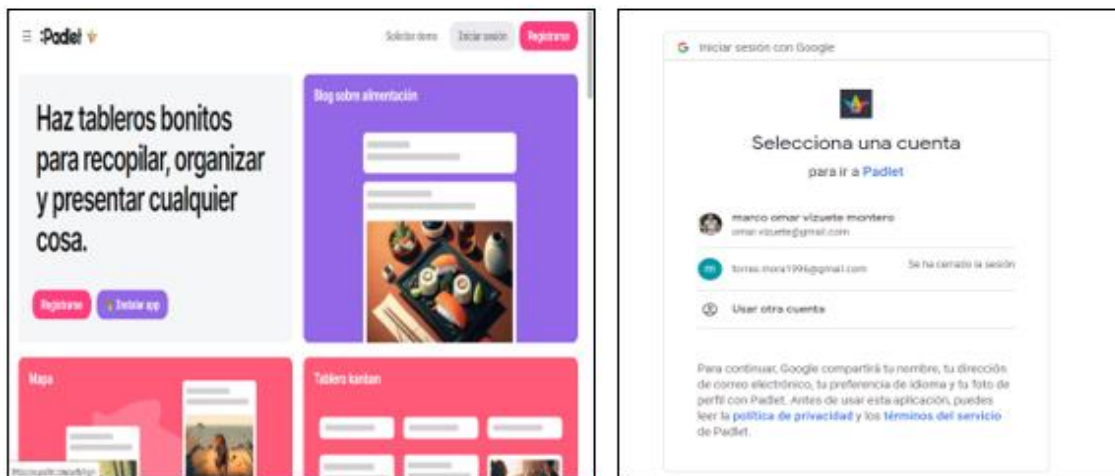 :Padlet
Solicitar demo
Iniciar sesión
Registrarse
Haz tableros bonitos
para recopilar, organizar
y presentar cualquier
cosa.
Registrarse
Instalar app
Blog sobre alimentación
Mapa
Tablero kanban
Iniciar sesión con Google
Selecciona una cuenta
para ir a Padlet
marco omar vizuete montero
omar.vizuete@gmail.com
m
torres.mora1996@gmail.com
Se ha cerrado la sesión
Usar otra cuenta
Para continuar, Google compartirá tu nombre, tu dirección
de correo electrónico, tu preferencia de idioma y tu foto de
perfil con Padlet. Antes de usar esta aplicación, puedes
leer la política de privacidad y los términos del servicio
de Padlet.